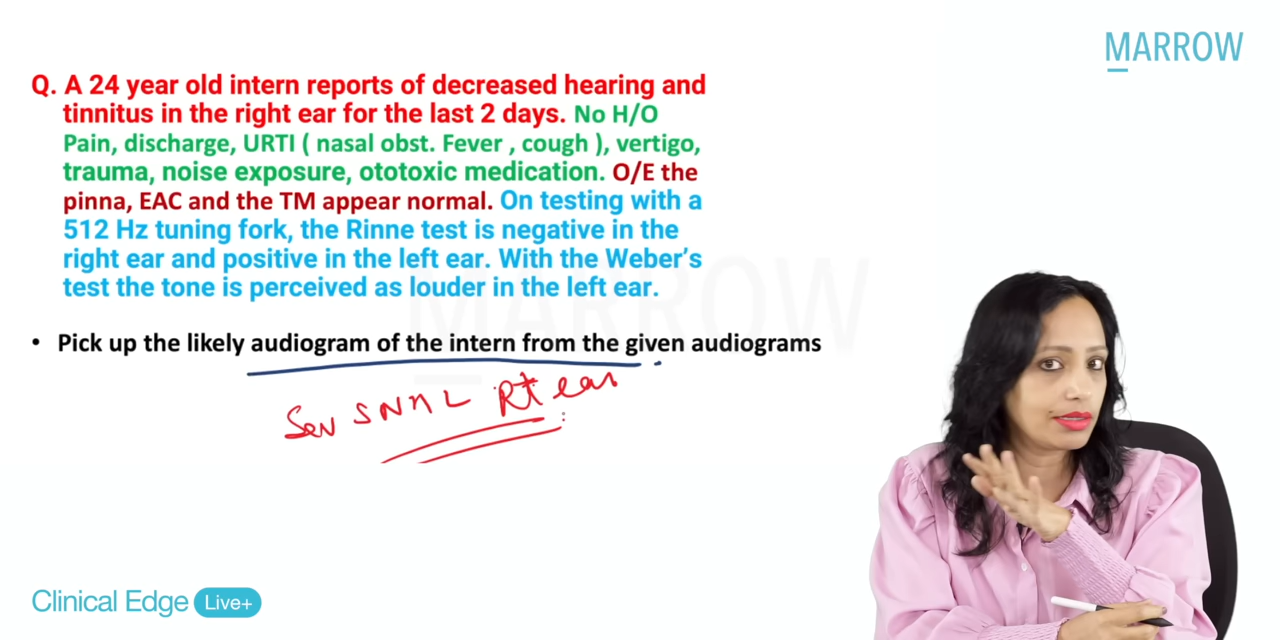 MARROW
Q. A 24 year old intern reports of decreased hearing and
tinnitus in the right ear for the last 2 days. No H/O
Pain, discharge, URTI ( nasal obst. Fever , cough ), vertigo,
trauma, noise exposure, ototoxic medication. O/E the
pinna, EAC and the TM appear normal. On testing with a
512 Hz tuning fork, the Rinne test is negative in the
right ear and positive in the left ear. With the Weber's
test the tone is perceived as louder in the left ear.
MARROW
• Pick up the likely audiogram of the intern from the given audiograms
Sev SNHL Rt ear
Clinical Edge Live+